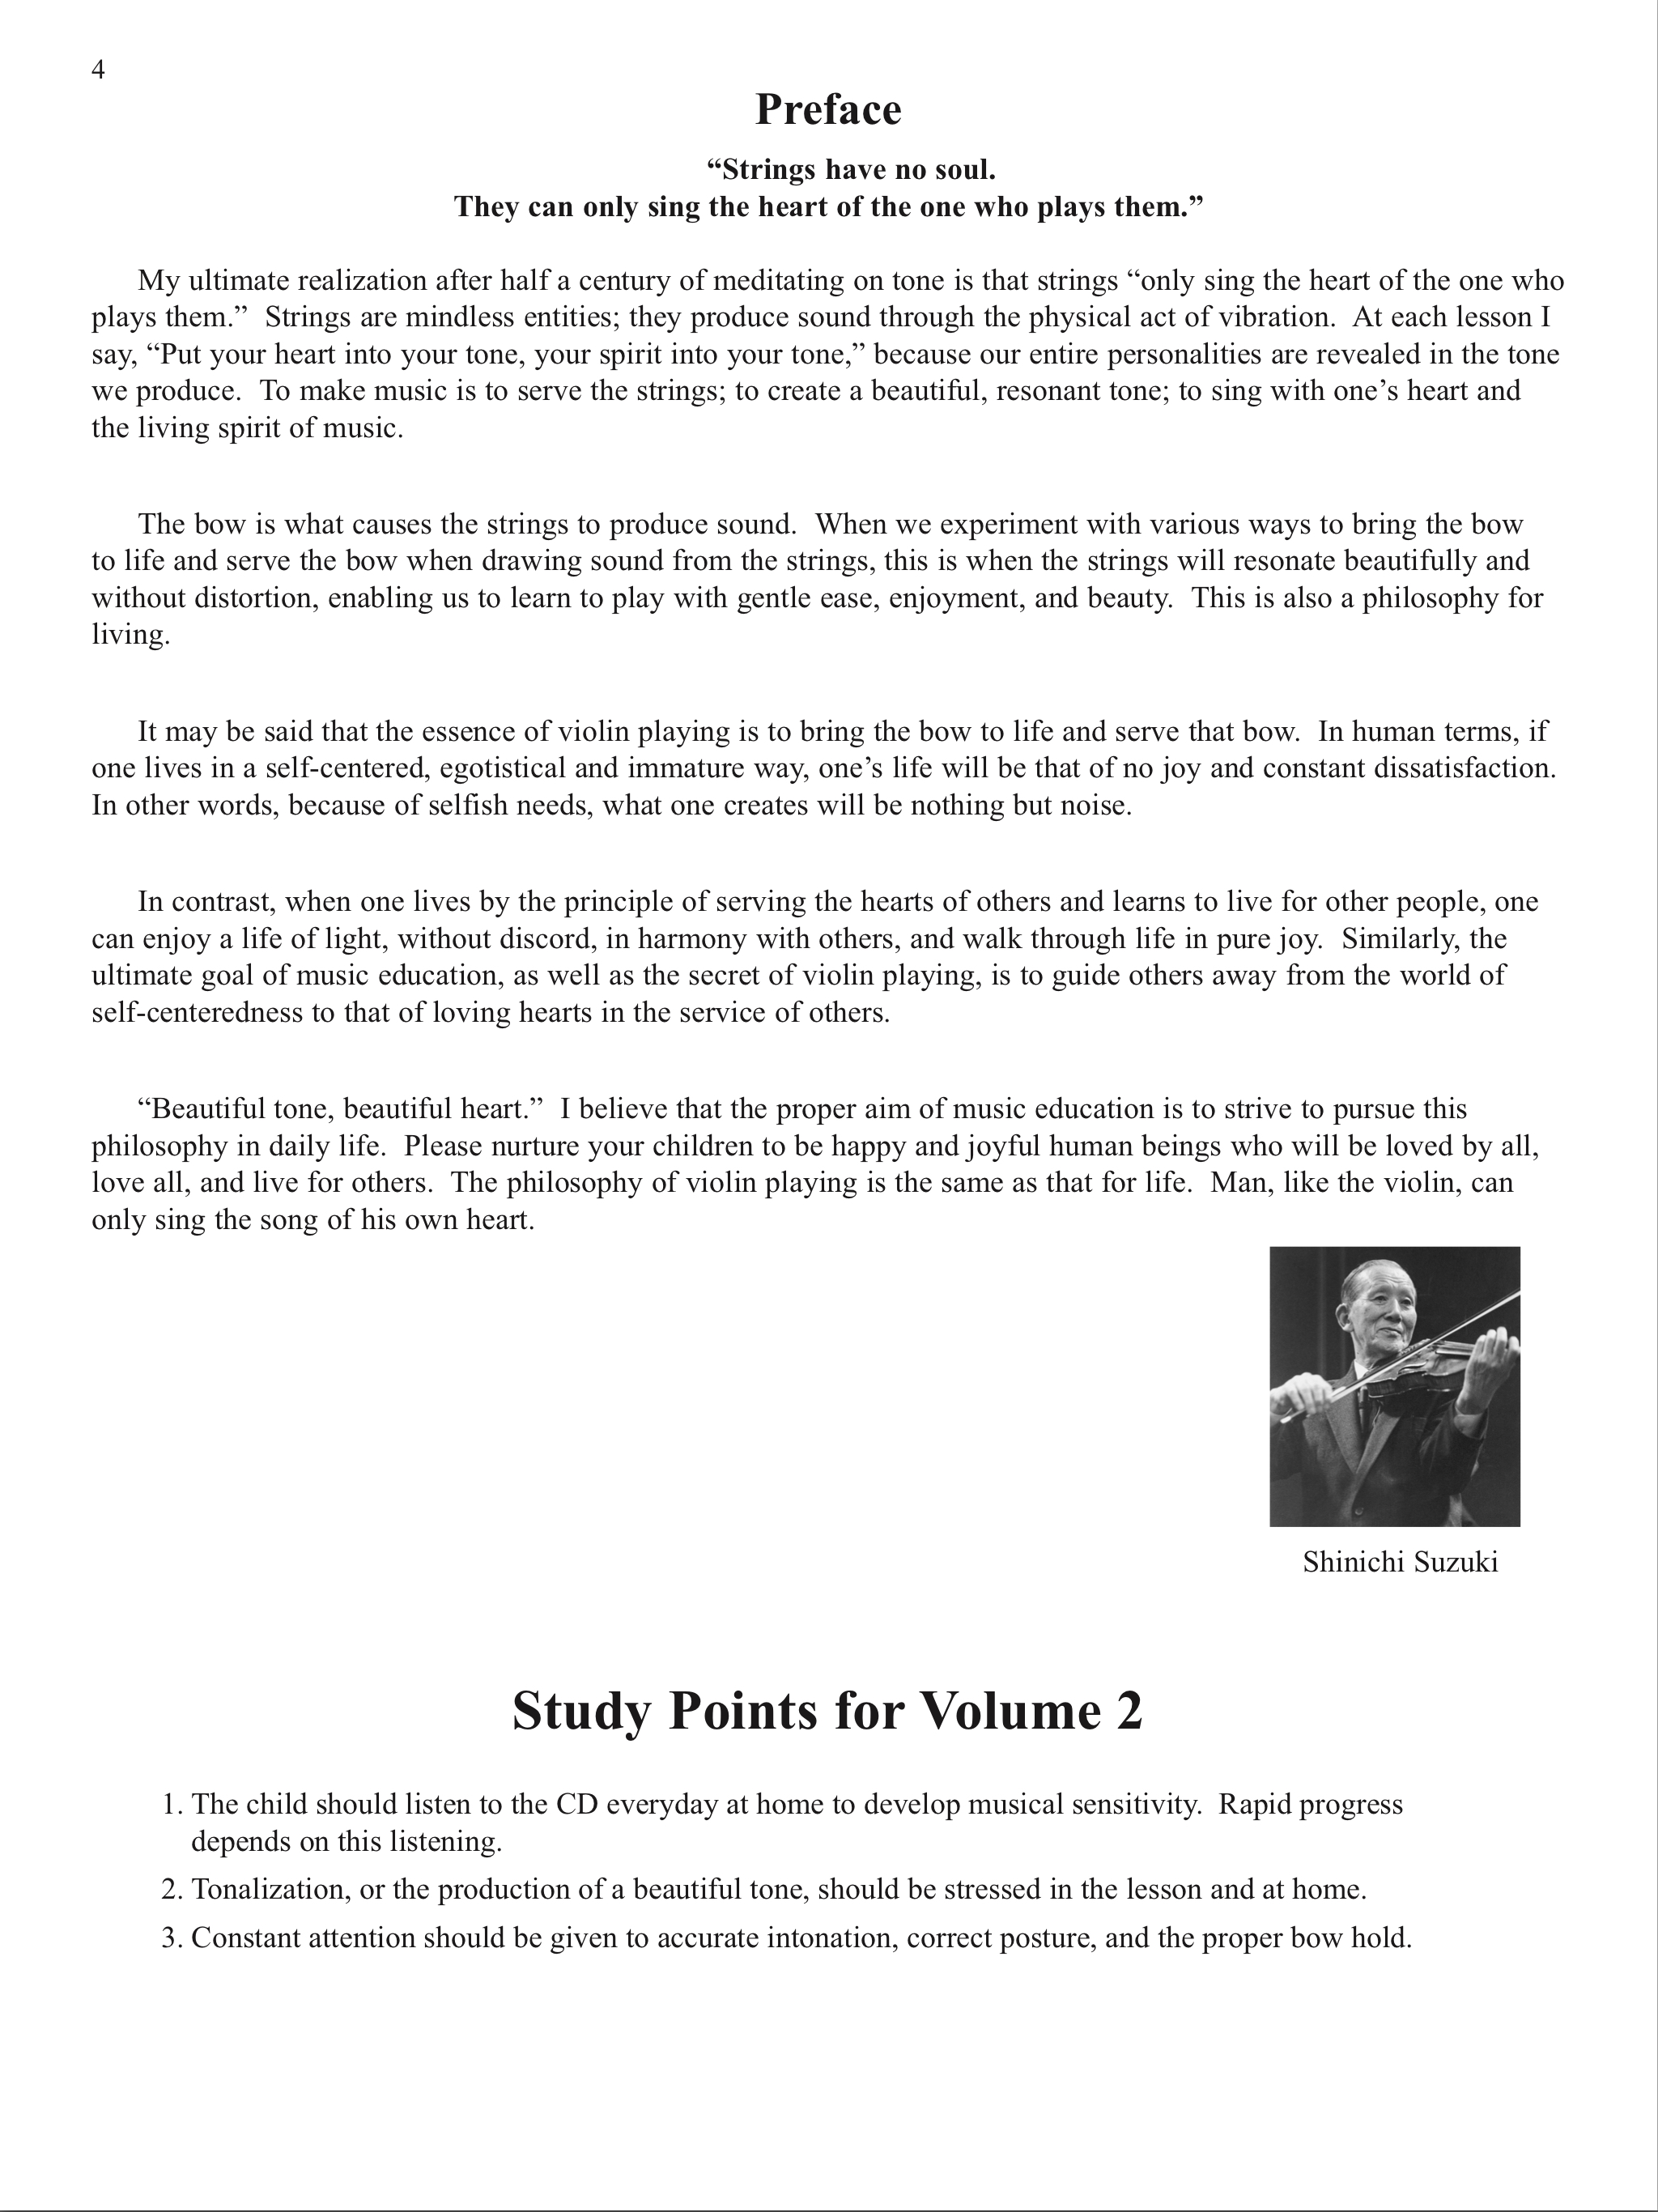 4
Preface
“Strings have no soul.
They can only sing the heart of the one who plays them.”
My ultimate realization after half a century of meditating on tone is that strings “only sing the heart of the one who
plays them.”  Strings are mindless entities; they produce sound through the physical act of vibration.  At each lesson I
say, “Put your heart into your tone, your spirit into your tone,” because our entire personalities are revealed in the tone
we produce.  To make music is to serve the strings; to create a beautiful, resonant tone; to sing with one’s heart and
the living spirit of music.
The bow is what causes the strings to produce sound.  When we experiment with various ways to bring the bow
to life and serve the bow when drawing sound from the strings, this is when the strings will resonate beautifully and
without distortion, enabling us to learn to play with gentle ease, enjoyment, and beauty.  This is also a philosophy for
living.
It may be said that the essence of violin playing is to bring the bow to life and serve that bow.  In human terms, if
one lives in a self-centered, egotistical and immature way, one’s life will be that of no joy and constant dissatisfaction.
In other words, because of selfish needs, what one creates will be nothing but noise.
In contrast, when one lives by the principle of serving the hearts of others and learns to live for other people, one
can enjoy a life of light, without discord, in harmony with others, and walk through life in pure joy.  Similarly, the
ultimate goal of music education, as well as the secret of violin playing, is to guide others away from the world of
self-centeredness to that of loving hearts in the service of others.
“Beautiful tone, beautiful heart.”  I believe that the proper aim of music education is to strive to pursue this
philosophy in daily life.  Please nurture your children to be happy and joyful human beings who will be loved by all,
love all, and live for others.  The philosophy of violin playing is the same as that for life.  Man, like the violin, can
only sing the song of his own heart.
Shinichi Suzuki
Study Points for Volume 2
1. The child should listen to the CD everyday at home to develop musical sensitivity.  Rapid progress
depends on this listening.
2. Tonalization, or the production of a beautiful tone, should be stressed in the lesson and at home.
3. Constant attention should be given to accurate intonation, correct posture, and the proper bow hold.